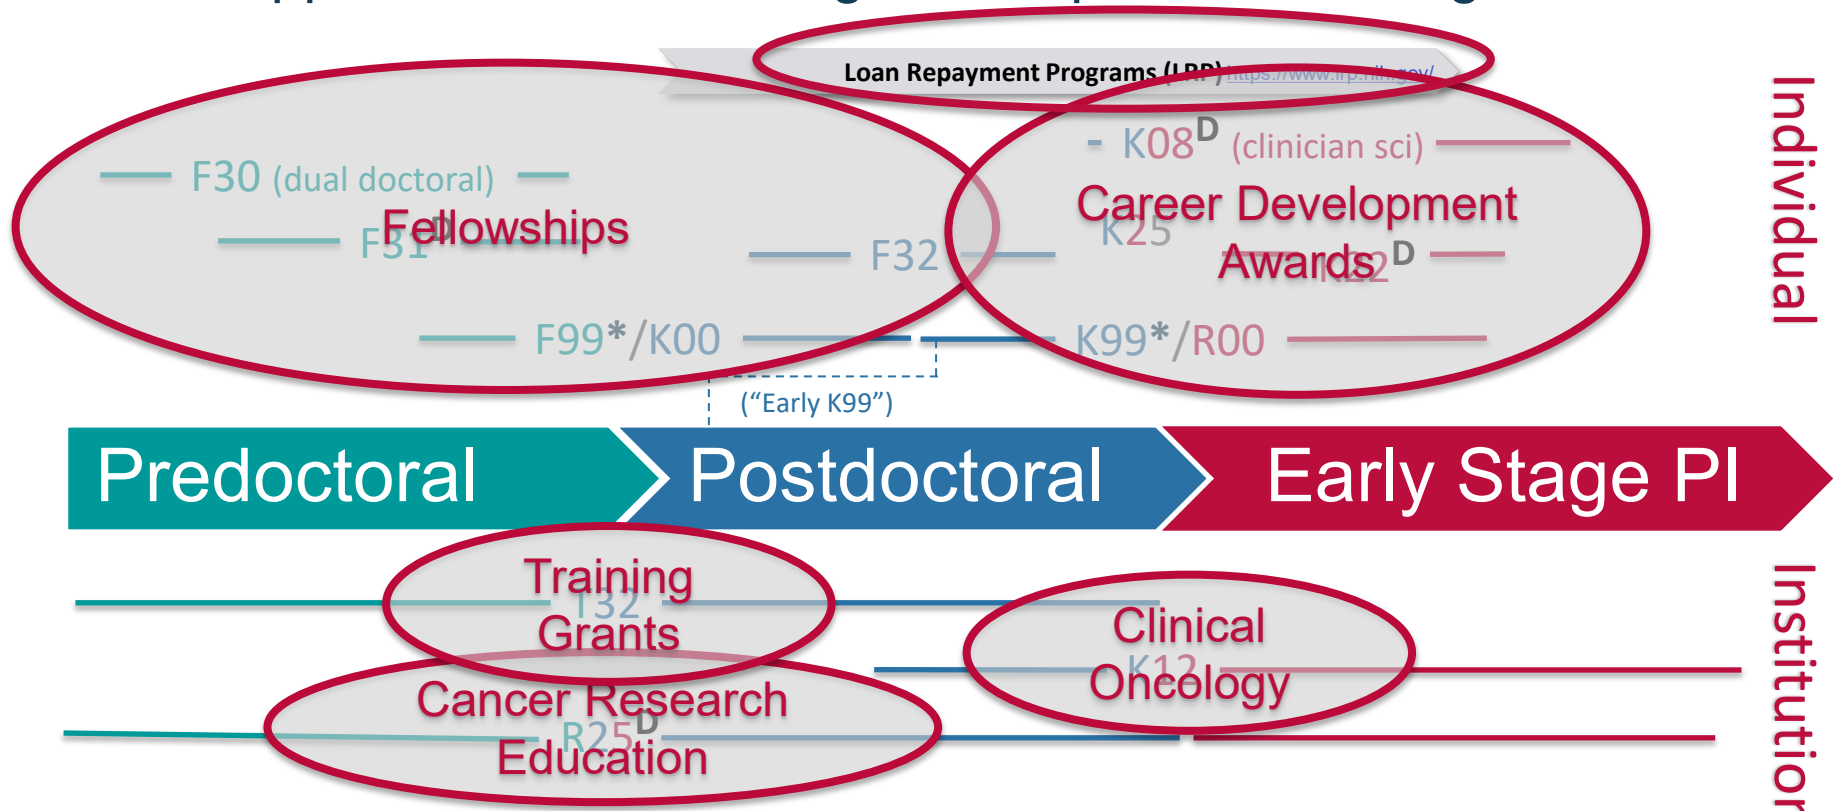 Loan Repayment Programs (LRP) https://www.lrp.nih.gov/
K08D (clinician sci)
F30 (dual doctoral)
Fellowships
F31D
Career Development
Awards
K25
K22D
F32
F99*/K00
K99*/R00
("Early K99")
Individual
Predoctoral
Postdoctoral
Early Stage PI
Training
Grants
T32
Clinical
Oncology
K12
Cancer Research
Education
R25D